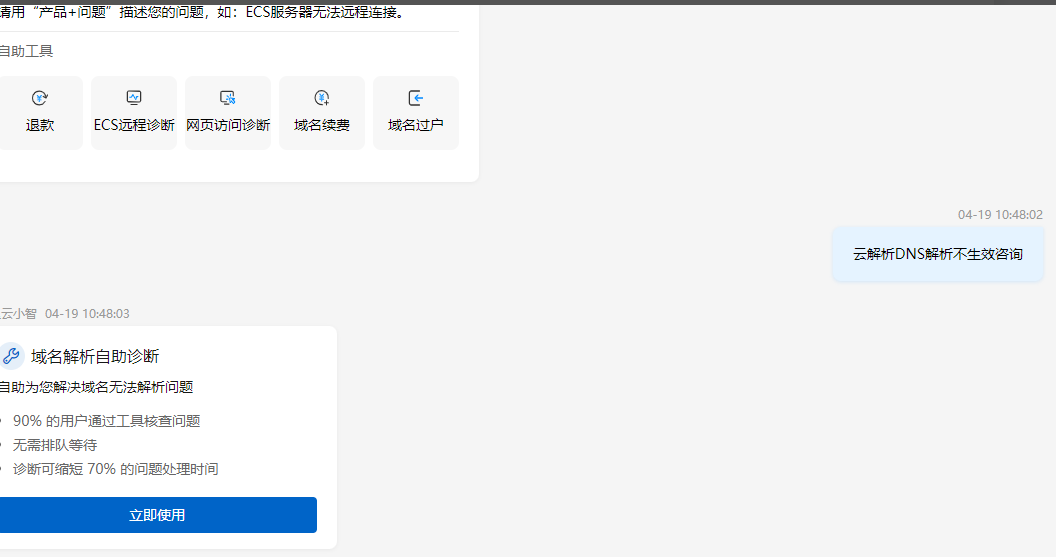 请用“产品+问题”描述您的问题，如：ECS服务器无法远程连接。
自助工具
退款
ECS远程诊断
网页访问诊断
域名续费
域名过户
04-19 10:48:02
云解析DNS解析不生效咨询
云小智 04-19 10:48:03
域名解析自助诊断
自助为您解决域名无法解析问题
90% 的用户通过工具核查问题
无需排队等待
诊断可缩短 70% 的问题处理时间
立即使用